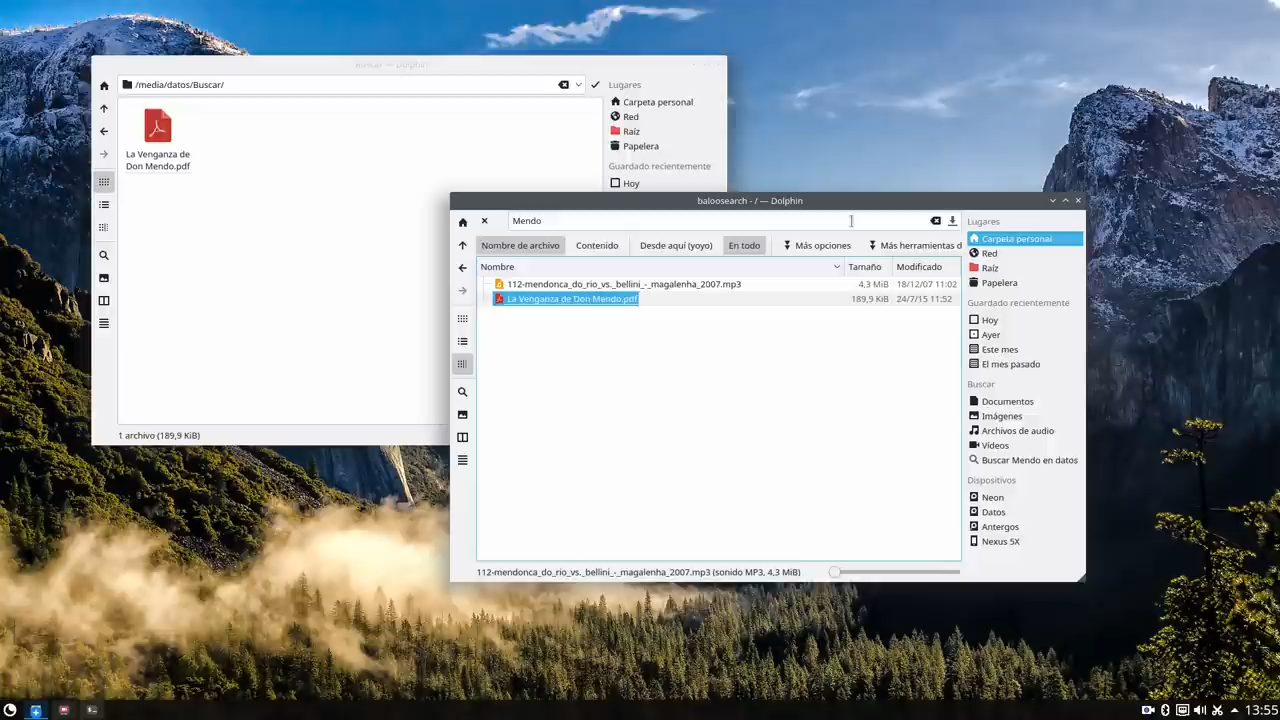 Buscar — Dolphin
/media/datos/Buscar/
La Venganza de
Don Mendo.pdf
Lugares
Carpeta personal
Red
Raíz
Papelera
Guardado recientemente
Hoy
1 archivo (189,9 KiB)
baloosearch - / — Dolphin
Mendo
Nombre de archivo
Contenido
Desde aquí (yoyo)
En todo
Más opciones
Más herramientas d
Nombre
Tamaño
Modificado
112-mendonca_do_rio_vs._bellini_-_magalenha_2007.mp3
4,3 MiB
18/12/07 11:02
La Venganza de Don Mendo.pdf
189,9 KiB
24/7/15 11:52
112-mendonca_do_rio_vs._bellini_-_magalenha_2007.mp3 (sonido MP3, 4,3 MiB)
Lugares
Carpeta personal
Red
Raíz
Papelera
Guardado recientemente
Hoy
Ayer
Este mes
El mes pasado
Buscar
Documentos
Imágenes
Archivos de audio
Vídeos
Buscar Mendo en datos
Dispositivos
Neon
Datos
Antergos
Nexus 5X
13:55